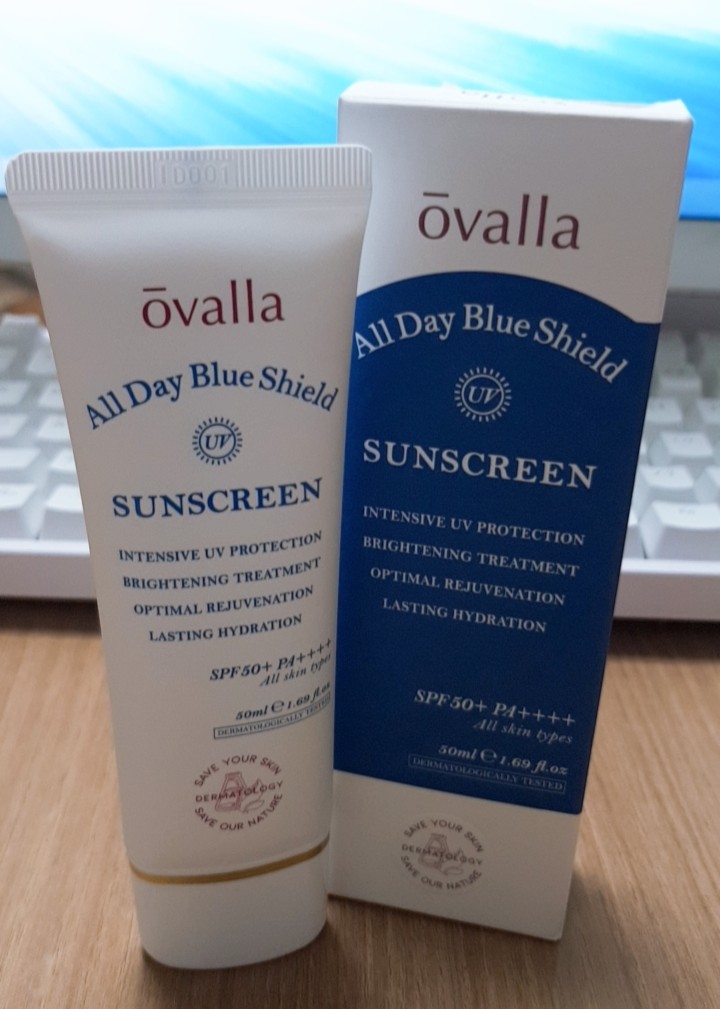 ID001
ōvalla
All Day Blue Shield
UV
SUNSCREEN
INTENSIVE UV PROTECTION
BRIGHTENING TREATMENT
OPTIMAL REJUVENATION
LASTING HYDRATION
SPF50+ PA++++
All skin types
50ml ℮ 1.69 fl.oz
DERMATOLOGICALLY TESTED
SAVE YOUR SKIN
DERMATOLOGY
SAVE OUR NATURE
ōvalla
All Day Blue Shield
UV
SUNSCREEN
INTENSIVE UV PROTECTION
BRIGHTENING TREATMENT
OPTIMAL REJUVENATION
LASTING HYDRATION
SPF50+ PA++++
All skin types
50ml ℮ 1.69 fl.oz
DERMATOLOGICALLY TESTED
SAVE YOUR SKIN
DERMATOLOGY
SAVE OUR NATURE